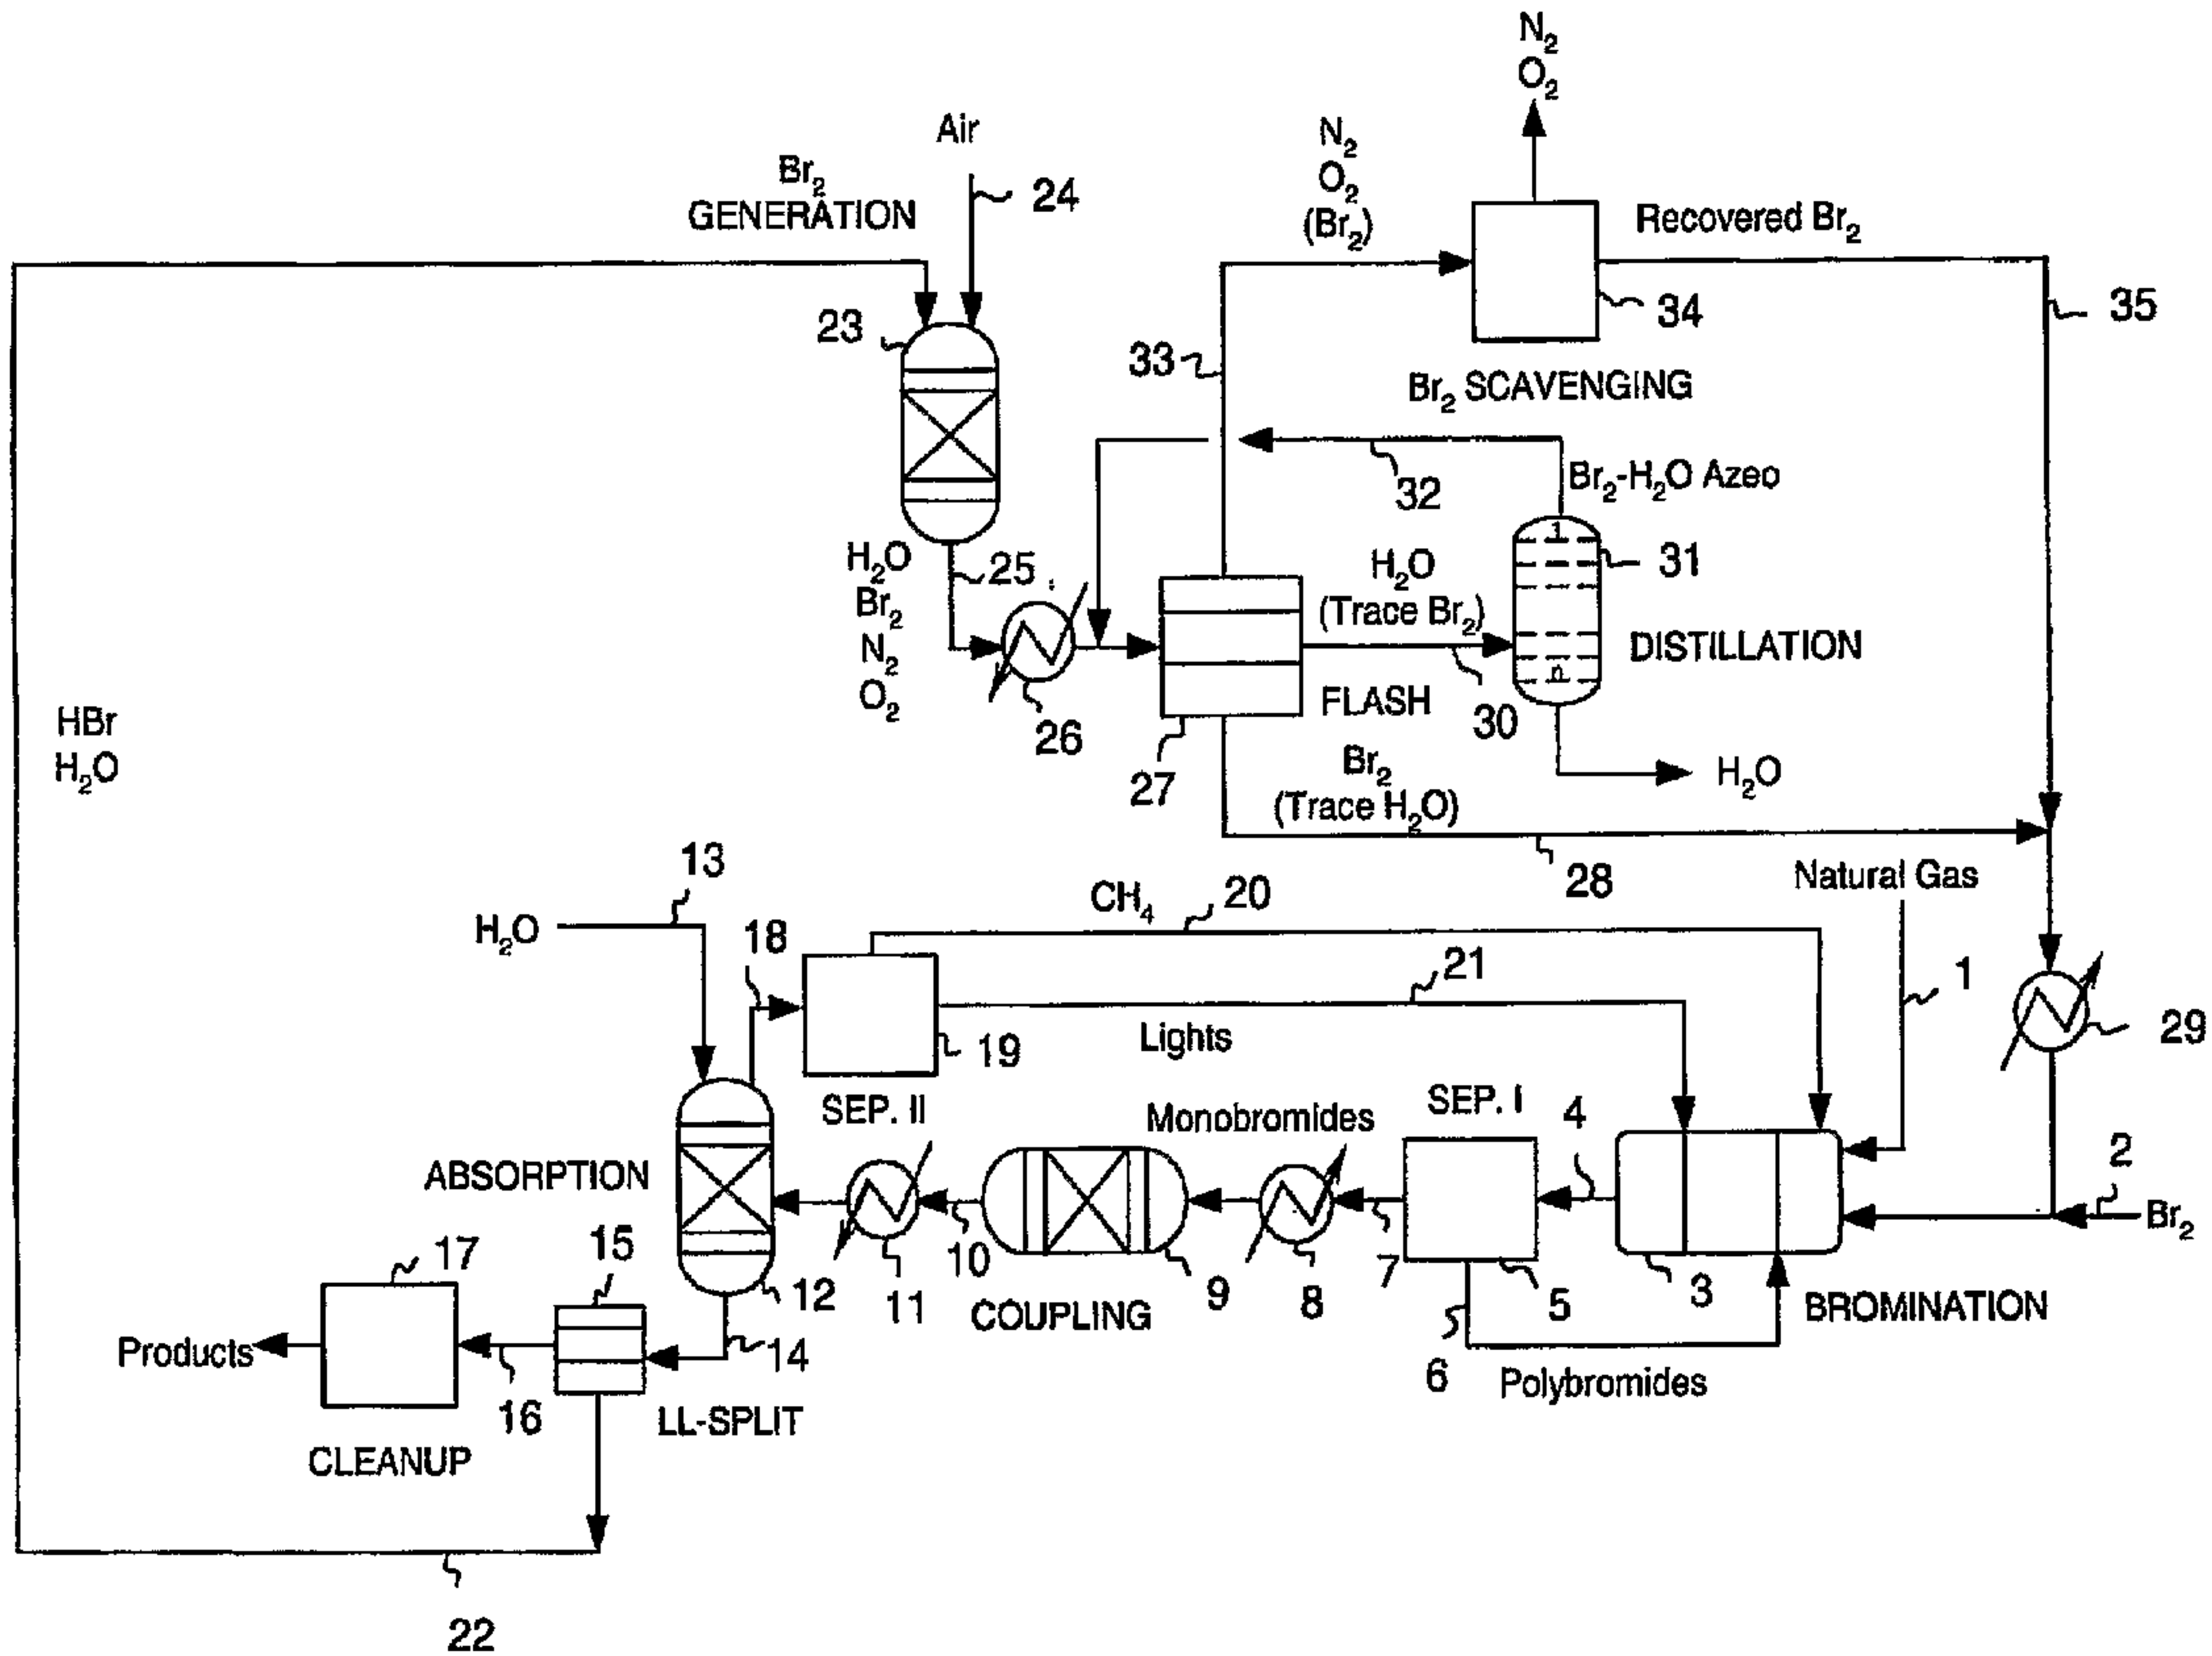 N2
O2
Air
24
Br2
GENERATION
N2
O2
(Br2)
Recovered Br2
34
35
23
33
Br2 SCAVENGING
32
Br2-H2O Azeo
H2O
Br2
N2
O2
25
26
H2O
(Trace Br2)
1
n
31
DISTILLATION
FLASH
30
27
Br2
(Trace H2O)
H2O
28
HBr
H2O
13
H2O
18
CH4
20
Natural Gas
1
21
Lights
19
29
SEP. II
Monobromides
SEP. I
4
2
Br2
ABSORPTION
17
15
12
11
10
COUPLING
9
8
7
5
3
BROMINATION
Products
16
14
6
Polybromides
LL-SPLIT
CLEANUP
22